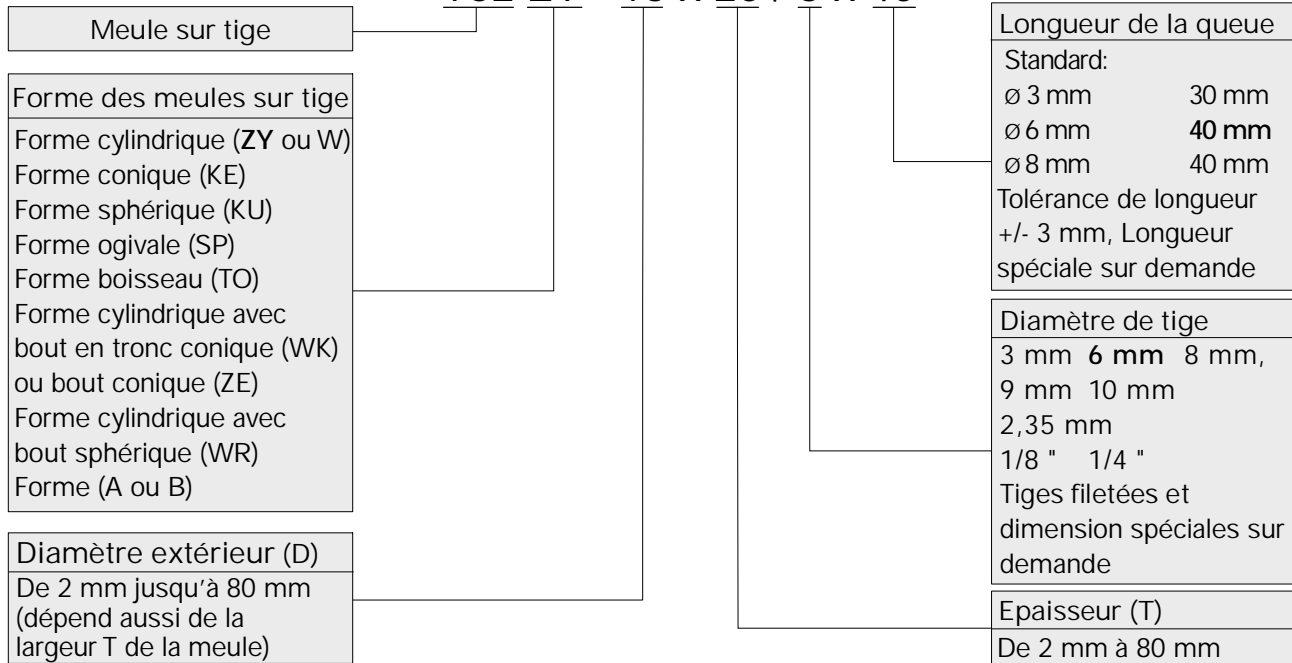 Meule sur tige
Forme des meules sur tige
Forme cylindrique (ZY ou W)
Forme conique (KE)
Forme sphérique (KU)
Forme ogivale (SP)
Forme boisseau (TO)
Forme cylindrique avec
bout en tronc conique (WK)
ou bout conique (ZE)
Forme cylindrique avec
bout sphérique (WR)
Forme (A ou B)
Diamètre extérieur (D)
De 2 mm jusqu'à 80 mm
(dépend aussi de la
largeur T de la meule)
Longueur de la queue
Standard:
Ø 3 mm 30 mm
Ø 6 mm 40 mm
Ø 8 mm 40 mm
Tolérance de longueur
+/- 3 mm, Longueur
spéciale sur demande
Diamètre de tige
3 mm 6 mm 8 mm,
9 mm 10 mm
2,35 mm
1/8 " 1/4 "
Tiges filetées et
dimension spéciales sur
demande
Epaisseur (T)
De 2 mm à 80 mm